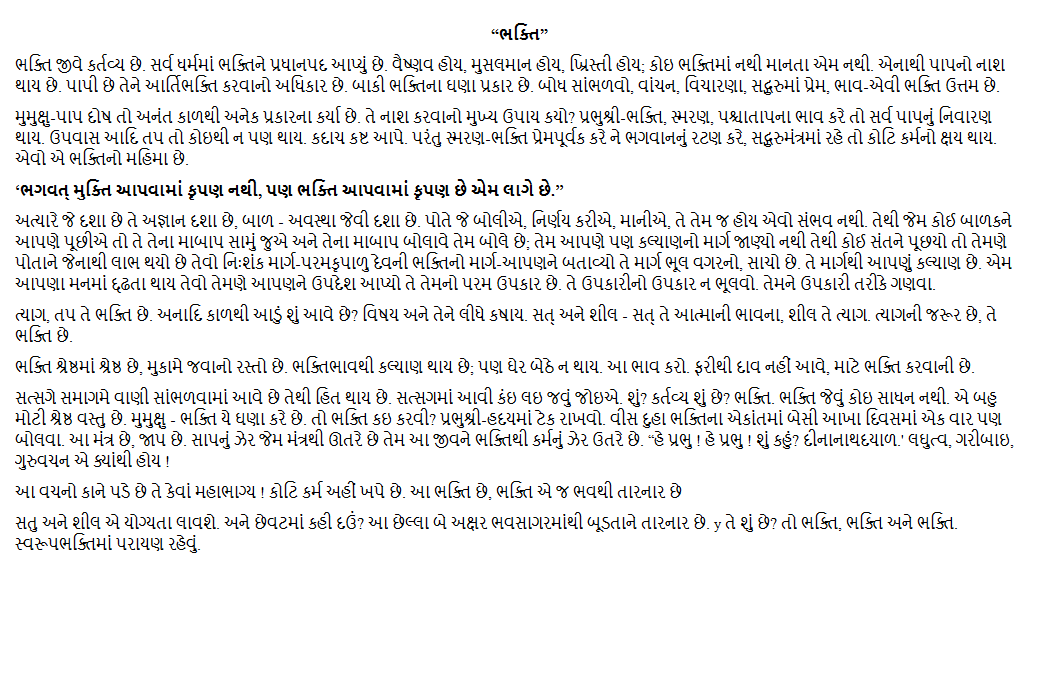 “ભક્તિ”
ભક્તિ જીવે કર્તવ્ય છે. સર્વ ધર્મમાં ભક્તિને પ્રધાનપદ આપ્યું છે. વૈષ્ણવ હોય, મુસલમાન હોય, ખ્રિસ્તી હોય; કોઇ ભક્તિમાં નથી માનતા એમ નથી. એનાથી પાપનો નાશ
થાય છે. પાપી છે તેને આર્તિભક્તિ કરવાનો અધિકાર છે. બાકી ભક્તિના ઘણા પ્રકાર છે. બોધ સાંભળવો, વાંચન, વિચારણા, સદ્ગુરુમાં પ્રેમ, ભાવ-એવી ભક્તિ ઉત્તમ છે.
મુમુક્ષુ-પાપ દોષ તો અનંત કાળથી અનેક પ્રકારના કર્યા છે. તે નાશ કરવાનો મુખ્ય ઉપાય કયો? પ્રભુશ્રી-ભક્તિ, સ્મરણ, પશ્ચાતાપના ભાવ કરે તો સર્વ પાપનું નિવારણ
થાય. ઉપવાસ આદિ તપ તો કોઇથી ન પણ થાય. કદાચ કષ્ટ આપે. પરંતુ સ્મરણ-ભક્તિ પ્રેમપૂર્વક કરે ને ભગવાનનું રટણ કરે, સદ્ગુરુમંત્રમાં રહે તો કોટિ કર્મનો ક્ષય થાય.
એવો એ ભક્તિનો મહિમા છે.
‘ભગવત્ મુક્તિ આપવામાં કૃપણ નથી, પણ ભક્તિ આપવામાં કૃપણ છે એમ લાગે છે.”
અત્યારે જે દશા છે તે અજ્ઞાન દશા છે, બાળ - અવસ્થા જેવી દશા છે. પોતે જે બોલીએ, નિર્ણય કરીએ, માનીએ, તે તેમ જ હોય એવો સંભવ નથી. તેથી જેમ કોઈ બાળકને
આપણે પૂછીએ તો તે તેના માબાપ સામું જુએ અને તેના માબાપ બોલાવે તેમ બોલે છે; તેમ આપણે પણ કલ્યાણનો માર્ગ જાણ્યો નથી તેથી કોઈ સંતને પૂછયો તો તેમણે
પોતાને જેનાથી લાભ થયો છે તેવો નિઃશંક માર્ગ-પરમકૃપાળુ દેવની ભક્તિનો માર્ગ-આપણને બતાવ્યો તે માર્ગ ભૂલ વગરનો, સાચો છે. તે માર્ગથી આપણું કલ્યાણ છે. એમ
આપણા મનમાં દૃઢતા થાય તેવો તેમણે આપણને ઉપદેશ આપ્યો તે તેમનો પરમ ઉપકાર છે. તે ઉપકારીનો ઉપકાર ન ભૂલવો. તેમને ઉપકારી તરીકે ગણવા.
ત્યાગ, તપ તે ભક્તિ છે. અનાદિ કાળથી આડું શું આવે છે? વિષય અને તેને લીધે કષાય. સત્ અને શીલ - સત્ તે આત્માની ભાવના, શીલ તે ત્યાગ. ત્યાગની જરૂર છે, તે
ભક્તિ છે.
ભક્તિ શ્રેષ્ઠમાં શ્રેષ્ઠ છે, મુકામે જવાનો રસ્તો છે. ભક્તિભાવથી કલ્યાણ થાય છે; પણ ઘેર બેઠે ન થાય. આ ભાવ કરો. ફરીથી દાવ નહીં આવે, માટે ભક્તિ કરવાની છે.
સત્સગે સમાગમે વાણી સાંભળવામાં આવે છે તેથી હિત થાય છે. સત્સગમાં આવી કંઇ લઇ જવું જોઇએ. શું? કર્તવ્ય શું છે? ભક્તિ. ભક્તિ જેવું કોઇ સાધન નથી. એ બહુ
મોટી શ્રેષ્ઠ વસ્તુ છે. મુમુક્ષુ - ભક્તિ યે ઘણા કરે છે. તો ભક્તિ કઇ કરવી? પ્રભુશ્રી-હૃદયમાં ટેક રાખવો. વીસ દુહા ભક્તિના એકાંતમાં બેસી આખા દિવસમાં એક વાર પણ
બોલવા. આ મંત્ર છે, જાપ છે. સાપનું ઝેર જેમ મંત્રથી ઊતરે છે તેમ આ જીવને ભક્તિથી કર્મનું ઝેર ઉતરે છે. “હે પ્રભુ ! હે પ્રભુ ! શું કહું? દીનાનાથદયાળ.' લઘુત્વ, ગરીબાઇ,
ગુરુવચન એ ક્યાંથી હોય !
આ વચનો કાને પડે છે તે કેવાં મહાભાગ્ય ! કોટિ કર્મ અહીં ખપે છે. આ ભક્તિ છે, ભક્તિ એ જ ભવથી તારનાર છે
સતુ અને શીલ એ યોગ્યતા લાવશે. અને છેવટમાં કહી દઉં? આ છેલ્લા બે અક્ષર ભવસાગરમાંથી બૂડતાને તારનાર છે. y તે શું છે? તો ભક્તિ, ભક્તિ અને ભક્તિ.
સ્વરૂપભક્તિમાં પરાયણ રહેવું.